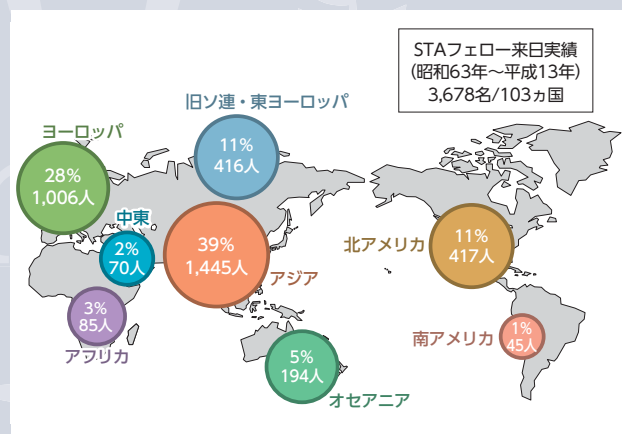 STAフェロー来日実績
(昭和63年～平成13年)
3,678名/103ヵ国
旧ソ連・東ヨーロッパ
11%
416人
ヨーロッパ
28%
1,006人
中東
2%
70人
39%
1,445人
アジア
3%
85人
アフリカ
5%
194人
オセアニア
北アメリカ
11%
417人
南アメリカ
1%
45人